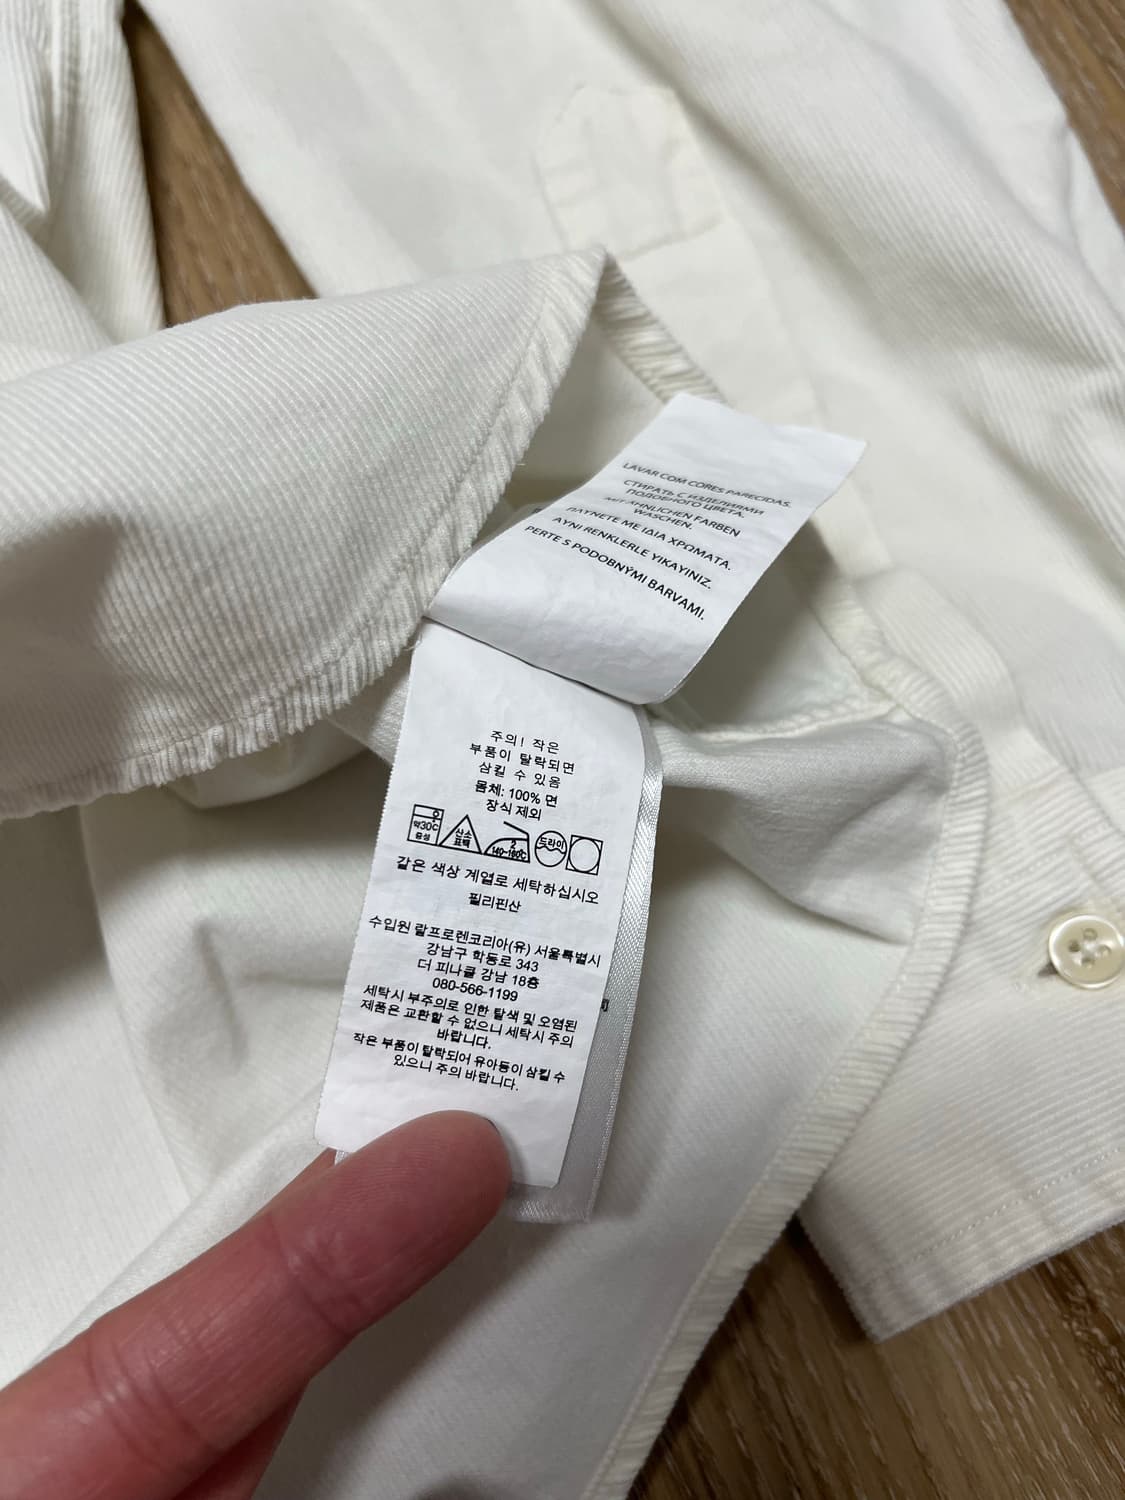 LAVAR COM CORES PARECIDAS.
СТИРАТЬ С ИЗДЕЛИЯМИ
ПОДОБНОГО ЦВЕТА.
MIT ÄHNLICHEN FARBEN
WASCHEN.
ΠΛΥΝΕΤΕ ΜΕ ΙΔΙΑ ΧΡΩΜΑΤΑ.
AYNI RENKLERLE YIKAYINIZ.
PERTE S PODOBNÝMI BARVAMI.
주의! 작은
부품이 탈락되면
삼킬 수 있음
몸체: 100% 면
장식 제외
약30˚C
중성
산소
표백
2
140-160˚C
드라이
같은 색상 계열로 세탁하십시오
필리핀산
수입원 랄프로렌코리아(유) 서울특별시
강남구 학동로 343
더 피나클 강남 18층
080-566-1199
세탁시 부주의로 인한 탈색 및 오염된
제품은 교환할 수 없으니 세탁시 주의
바랍니다.
작은 부품이 탈락되어 유아등이 삼킬 수
있으니 주의 바랍니다.